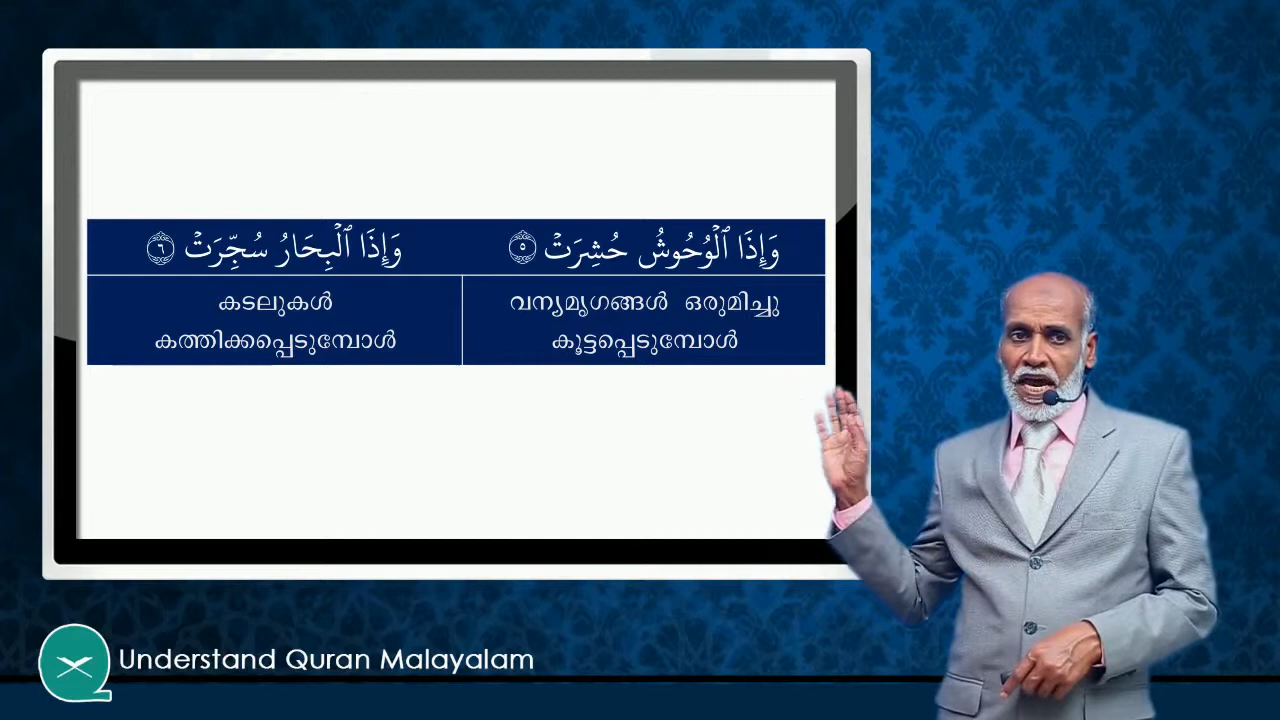 وَإِذَا ٱلْوُحُوشُ حُشِرَتْ ٥
وَإِذَا ٱلْبِحَارُ سُجِّرَتْ ٦
വന്യമൃഗങ്ങൾ ഒരുമിച്ചു
കൂട്ടപ്പെടുമ്പോൾ
കടലുകൾ
കത്തിക്കപ്പെടുമ്പോൾ
Understand Quran Malayalam